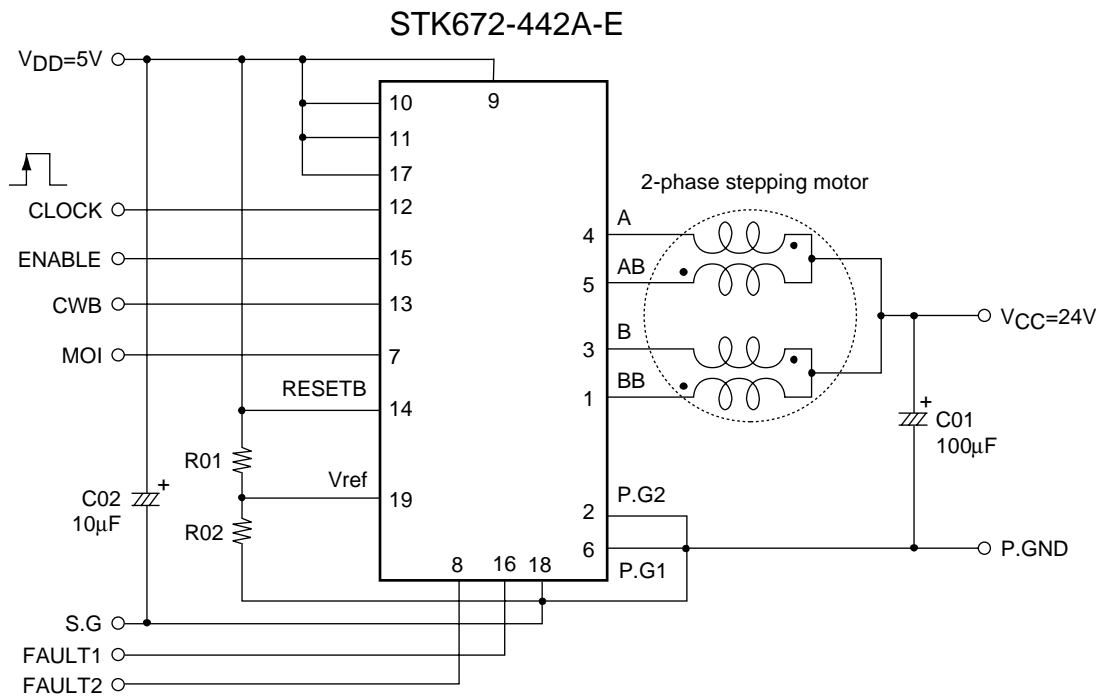 STK672-442A-E
VDD=5V
9
10
11
17
CLOCK
12
ENABLE
15
CWB
13
MOI
7
RESETB
14
R01
Vref
19
R02
C02
+
10μF
8
16
18
S.G
FAULT1
FAULT2
2-phase stepping motor
A
4
AB
5
B
3
BB
1
VCC=24V
+
C01
100μF
P.G2
2
6
P.G1
P.GND